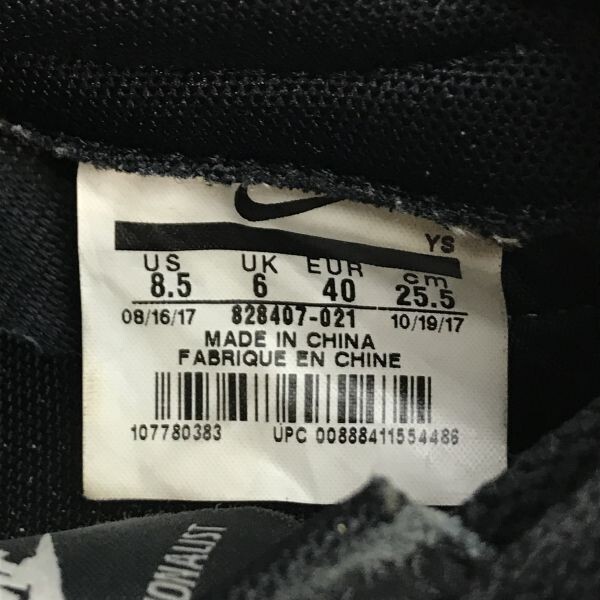 YS
US UK EUR cm
8.5 6 40 25.5
08/16/17 828407-021 10/19/17
MADE IN CHINA
FABRIQUE EN CHINE
107780383 UPC 00888411554486